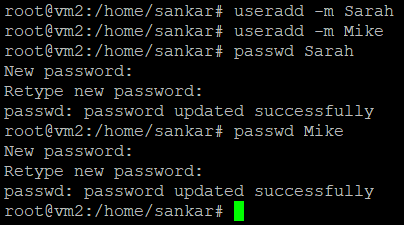 root@vm2:/home/sankar# useradd -m Sarah
root@vm2:/home/sankar# useradd -m Mike
root@vm2:/home/sankar# passwd Sarah
New password:
Retype new password:
passwd: password updated successfully
root@vm2:/home/sankar# passwd Mike
New password:
Retype new password:
passwd: password updated successfully
root@vm2:/home/sankar#